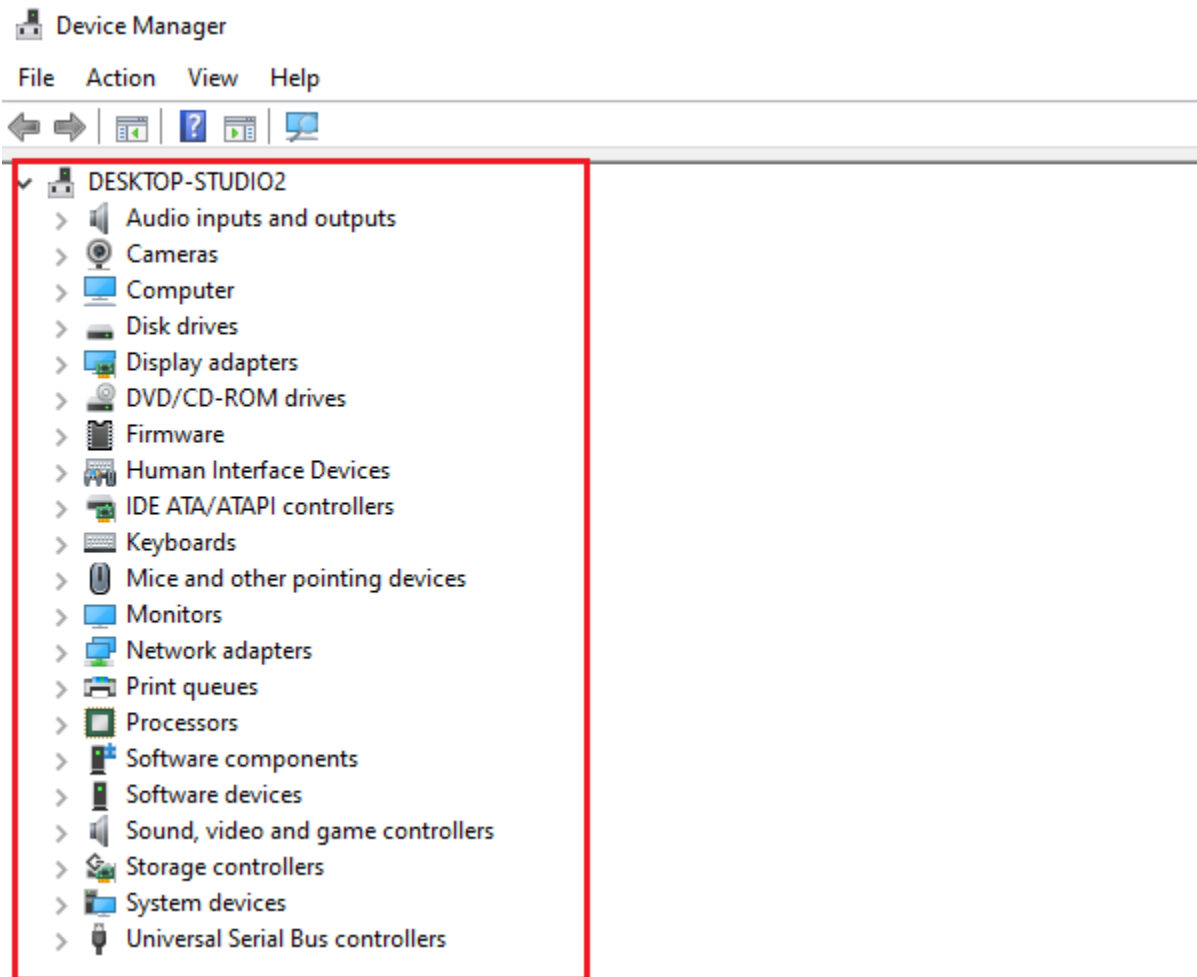 Device Manager
File Action View Help
DESKTOP-STUDIO2
Audio inputs and outputs
Cameras
Computer
Disk drives
Display adapters
DVD/CD-ROM drives
Firmware
Human Interface Devices
IDE ATA/ATAPI controllers
Keyboards
Mice and other pointing devices
Monitors
Network adapters
Print queues
Processors
Software components
Software devices
Sound, video and game controllers
Storage controllers
System devices
Universal Serial Bus controllers